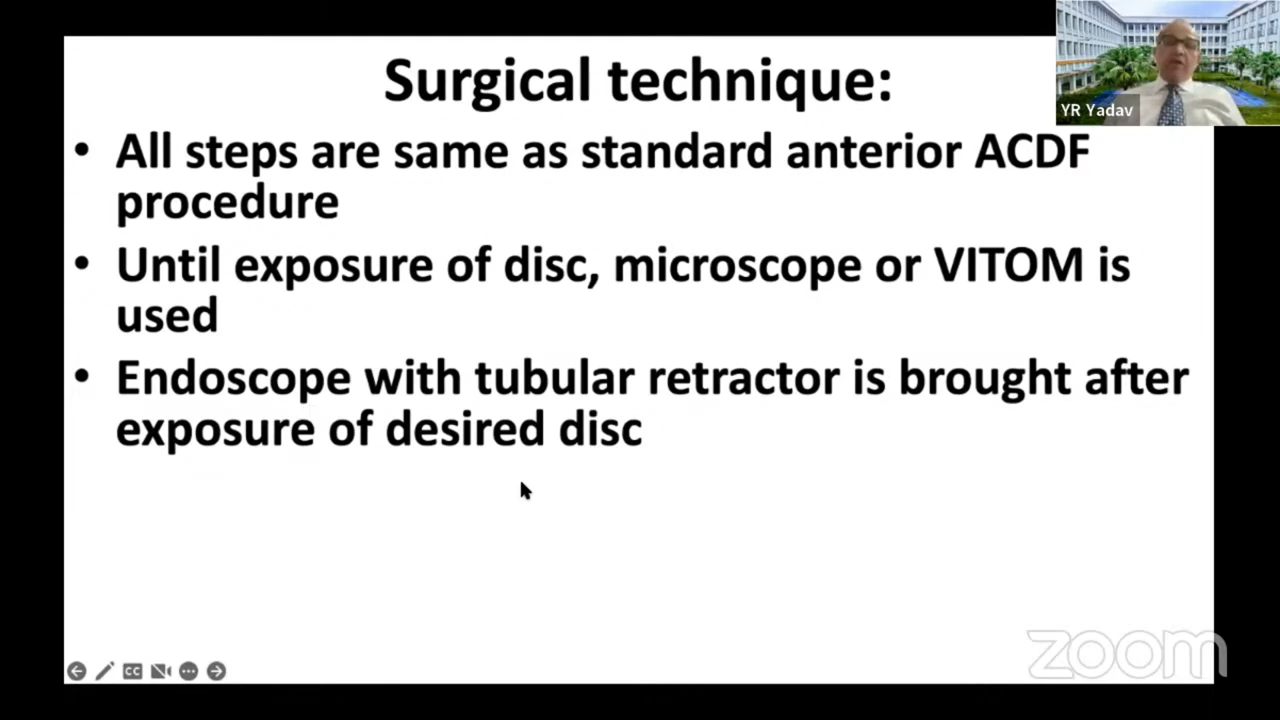 Surgical technique:
YR Yadav
• All steps are same as standard anterior ACDF
procedure
• Until exposure of disc, microscope or VITOM is
used
• Endoscope with tubular retractor is brought after
exposure of desired disc
CC
zoom